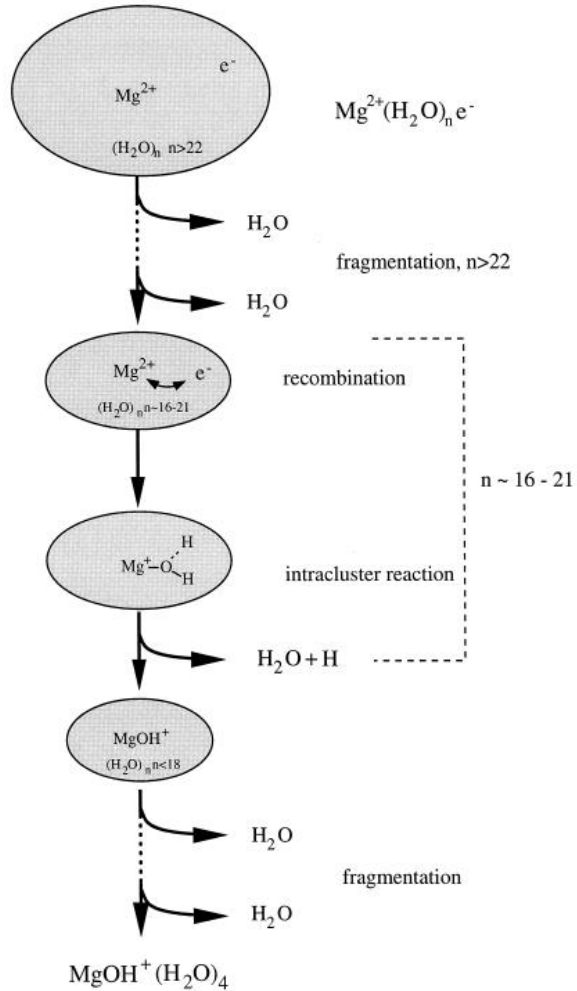 e⁻
Mg²⁺
Mg²⁺(H₂O)ₙe⁻
(H₂O)ₙ n>22
H₂O
fragmentation, n>22
H₂O
Mg²⁺ e⁻
recombination
(H₂O)ₙ n~16-21
n ~ 16 - 21
H
Mg⁺–O
H
intracluster reaction
H₂O + H
MgOH⁺
(H₂O)ₙ n<18
H₂O
fragmentation
H₂O
MgOH⁺(H₂O)₄